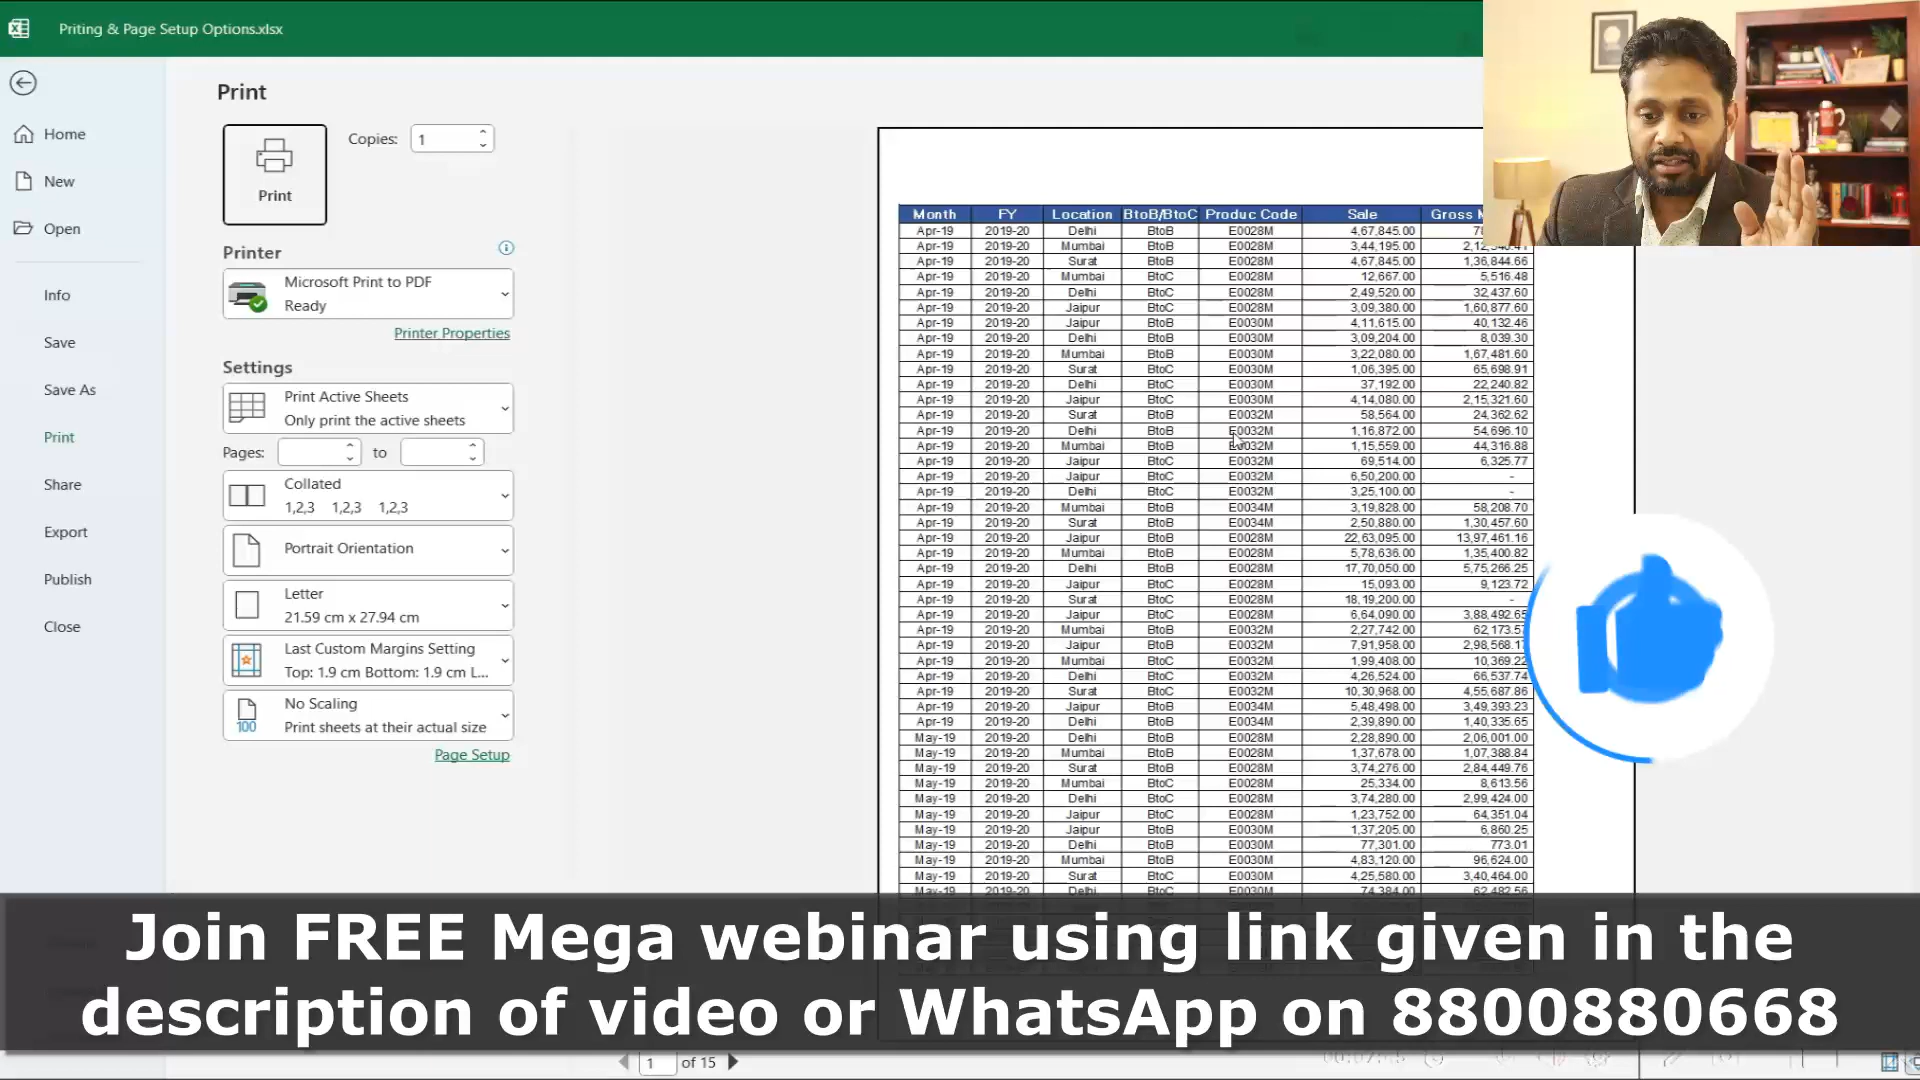 Priting & Page Setup Options.xlsx
Print
Home
New
Open
Info
Save
Save As
Print
Share
Export
Publish
Close
Print
Copies: 1
Printer
Microsoft Print to PDF
Ready
Printer Properties
Settings
Print Active Sheets
Only print the active sheets
Pages: to
Collated
1,2,3 1,2,3 1,2,3
Portrait Orientation
Letter
21.59 cm x 27.94 cm
Last Custom Margins Setting
Top: 1.9 cm Bottom: 1.9 cm L...
No Scaling
100
Print sheets at their actual size
Page Setup
Month FY Location BtoB/BtoC Produc Code Sale Gross
Apr-19 2019-20 Delhi BtoB E0028M 4,67,845.00
Apr-19 2019-20 Mumbai BtoB E0028M 3,44,195.00
Apr-19 2019-20 Surat BtoB E0028M 4,67,845.00 1,36,844.66
Apr-19 2019-20 Mumbai BtoC E0028M 12,667.00 5,516.48
Apr-19 2019-20 Delhi BtoC E0028M 2,49,520.00 32,437.60
Apr-19 2019-20 Jaipur BtoC E0028M 3,09,380.00 1,60,877.60
Apr-19 2019-20 Jaipur BtoB E0030M 4,11,615.00 40,132.46
Apr-19 2019-20 Delhi BtoB E0030M 3,09,204.00 8,039.30
Apr-19 2019-20 Mumbai BtoB E0030M 3,22,080.00 1,67,481.60
Apr-19 2019-20 Surat BtoC E0030M 1,06,395.00 65,698.91
Apr-19 2019-20 Delhi BtoC E0030M 37,192.00 22,240.82
Apr-19 2019-20 Jaipur BtoC E0030M 4,14,080.00 2,15,321.60
Apr-19 2019-20 Surat BtoB E0032M 58,564.00 24,362.62
Apr-19 2019-20 Delhi BtoB E0032M 1,16,872.00 54,696.10
Apr-19 2019-20 Mumbai BtoB E0032M 1,15,559.00 44,316.88
Apr-19 2019-20 Jaipur BtoC E0032M 69,514.00 6,325.77
Apr-19 2019-20 Jaipur BtoC E0032M 6,50,200.00 -
Apr-19 2019-20 Delhi BtoC E0032M 3,25,100.00 -
Apr-19 2019-20 Mumbai BtoB E0034M 3,19,828.00 58,208.70
Apr-19 2019-20 Surat BtoB E0034M 2,50,880.00 1,30,457.60
Apr-19 2019-20 Jaipur BtoB E0028M 22,63,095.00 13,97,461.16
Apr-19 2019-20 Mumbai BtoB E0028M 5,78,636.00 1,35,400.82
Apr-19 2019-20 Delhi BtoB E0028M 17,70,050.00 5,75,266.25
Apr-19 2019-20 Jaipur BtoC E0028M 15,093.00 9,123.72
Apr-19 2019-20 Surat BtoC E0028M 18,19,200.00 -
Apr-19 2019-20 Jaipur BtoC E0028M 6,64,090.00 3,88,492.65
Apr-19 2019-20 Mumbai BtoB E0032M 2,27,742.00 62,173.57
Apr-19 2019-20 Jaipur BtoB E0032M 7,91,958.00 2,98,568.17
Apr-19 2019-20 Mumbai BtoC E0032M 1,99,408.00 10,369.22
Apr-19 2019-20 Delhi BtoC E0032M 4,26,524.00 66,537.74
Apr-19 2019-20 Surat BtoC E0032M 10,30,968.00 4,55,687.86
Apr-19 2019-20 Jaipur BtoB E0034M 5,48,498.00 3,49,393.23
Apr-19 2019-20 Delhi BtoB E0034M 2,39,890.00 1,40,335.65
May-19 2019-20 Delhi BtoB E0028M 2,28,890.00 2,06,001.00
May-19 2019-20 Mumbai BtoB E0028M 1,37,678.00 1,07,388.84
May-19 2019-20 Surat BtoB E0028M 3,74,276.00 2,84,449.76
May-19 2019-20 Mumbai BtoC E0028M 25,334.00 8,613.56
May-19 2019-20 Delhi BtoC E0028M 3,74,280.00 2,99,424.00
May-19 2019-20 Jaipur BtoC E0028M 1,23,752.00 64,351.04
May-19 2019-20 Jaipur BtoB E0030M 1,37,205.00 6,860.25
May-19 2019-20 Delhi BtoB E0030M 77,301.00 773.01
May-19 2019-20 Mumbai BtoB E0030M 4,83,120.00 96,624.00
May-19 2019-20 Surat BtoC E0030M 4,25,580.00 3,40,464.00
May-19 2019-20 Delhi BtoC E0030M 74,384.00 62,482.56
Join FREE Mega webinar using link given in the
description of video or WhatsApp on 8800880668
1 of 15